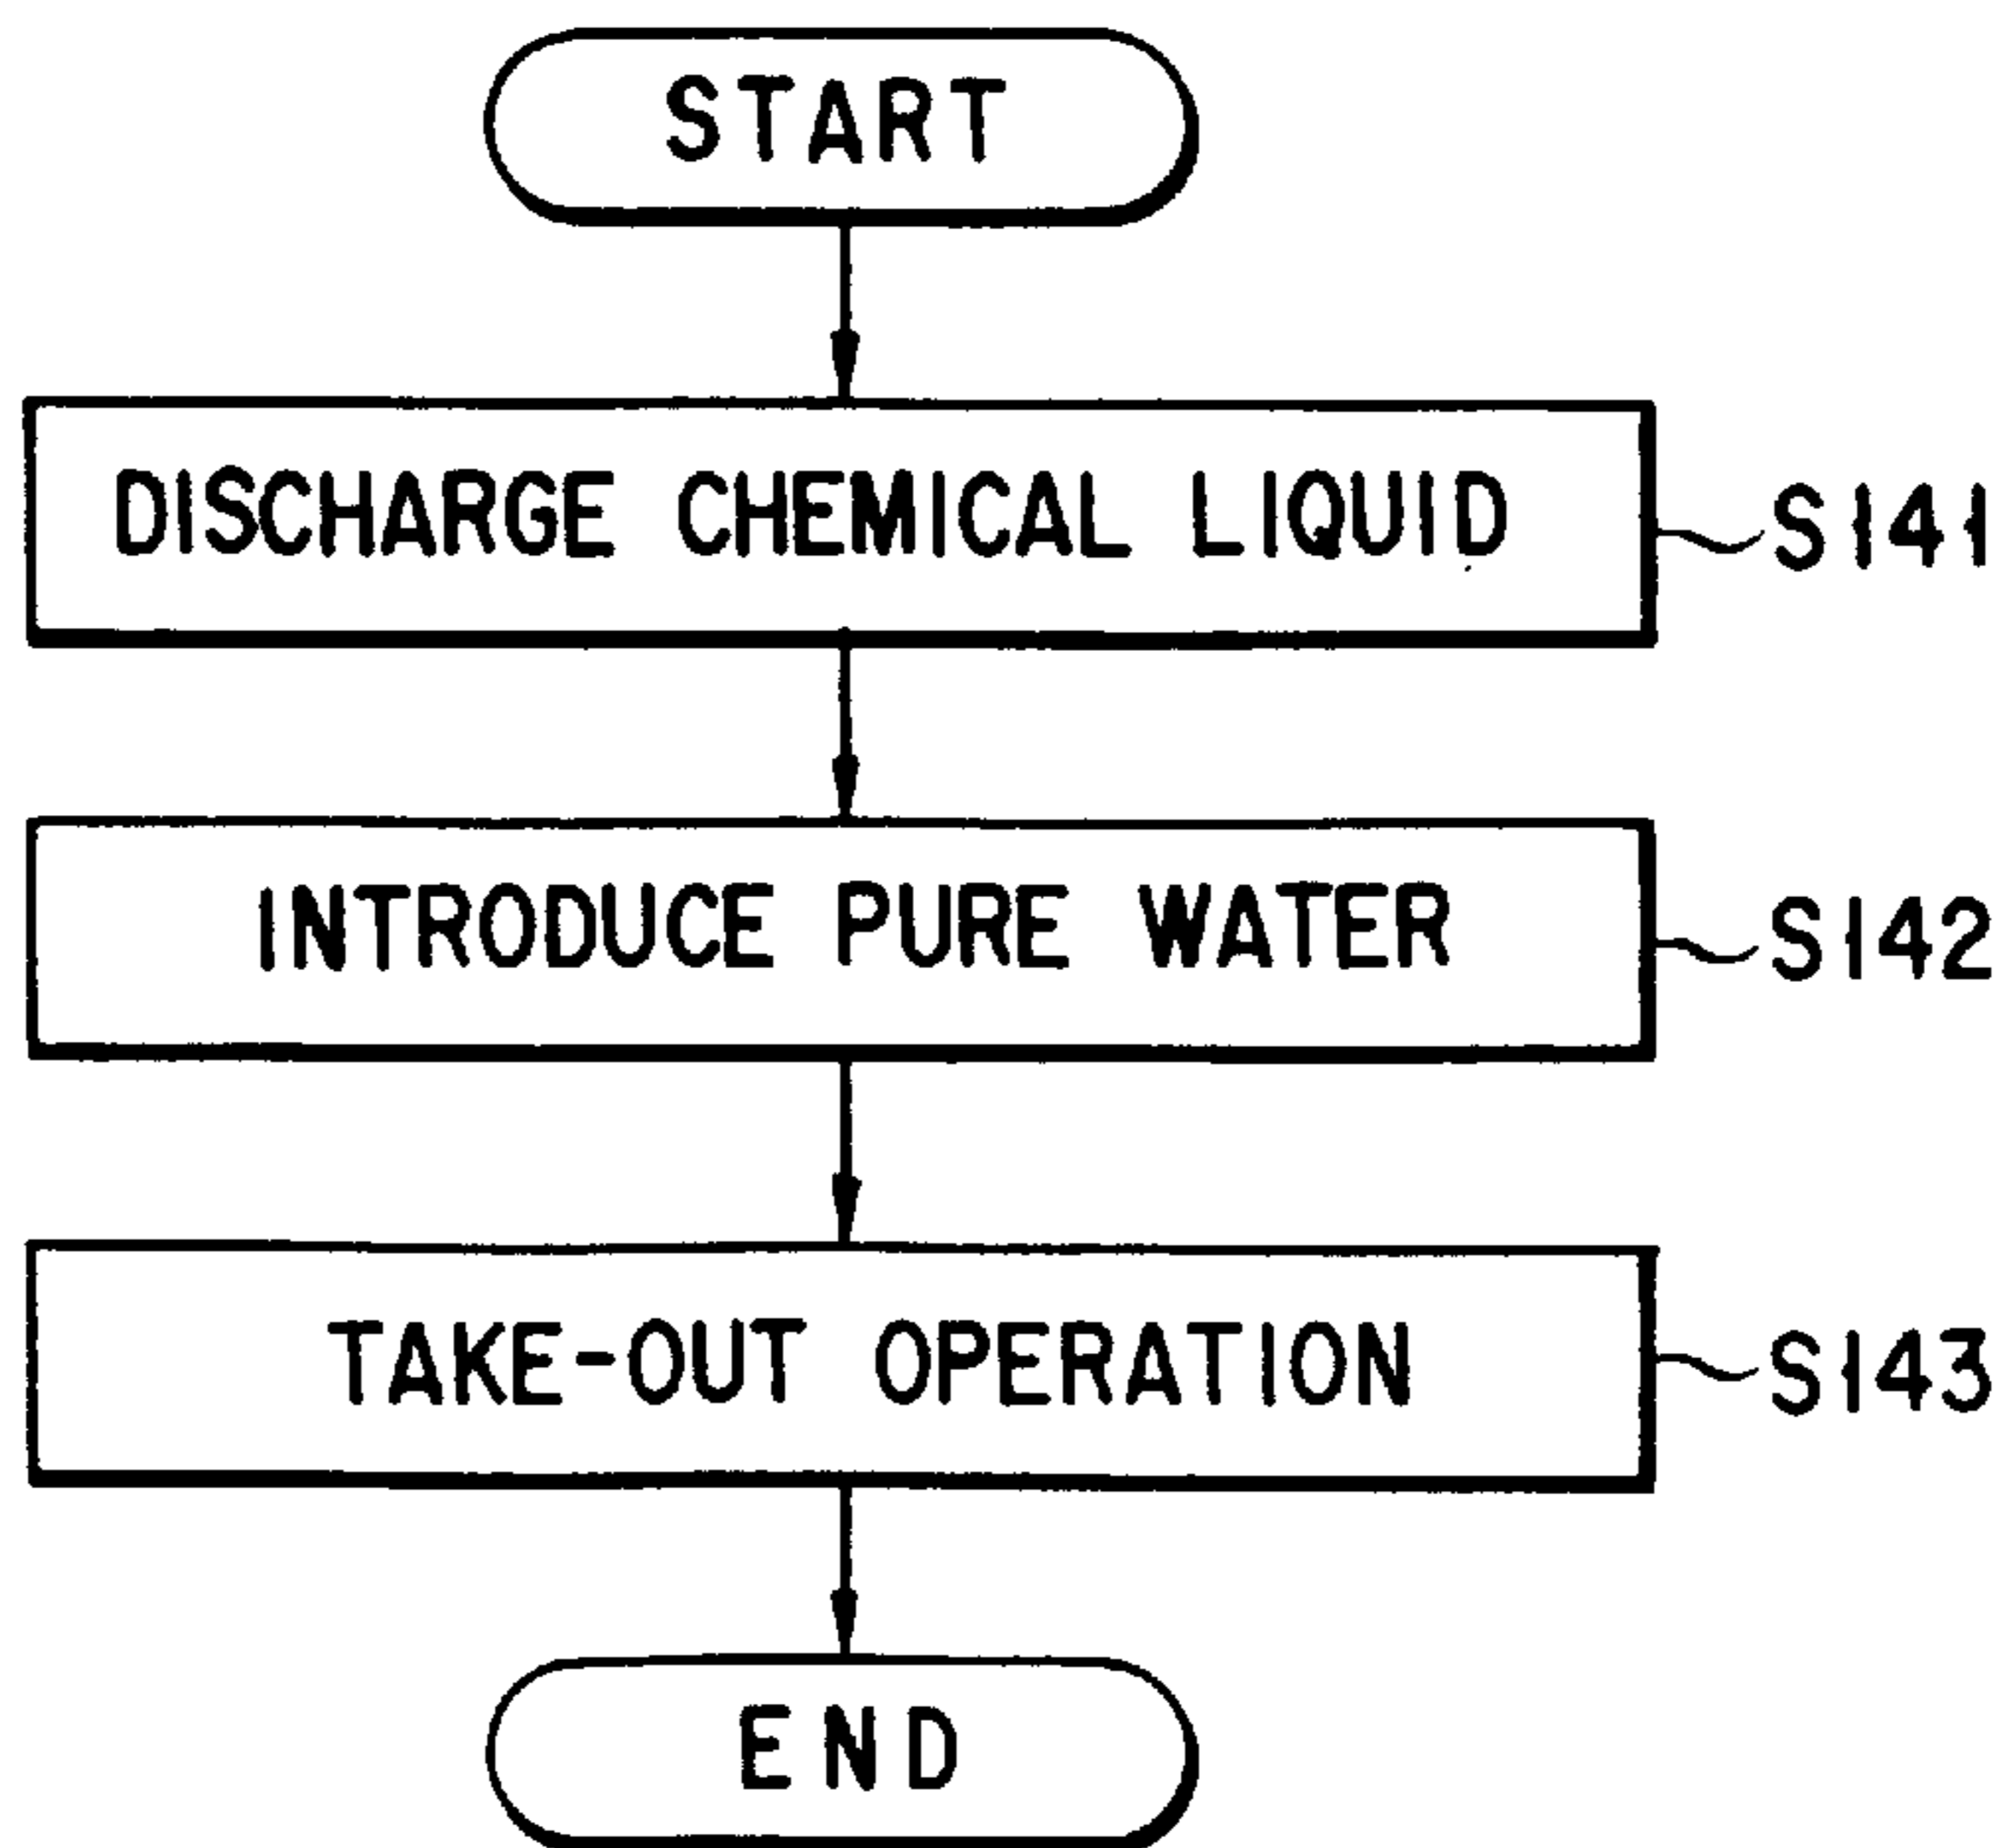 START
DISCHARGE CHEMICAL LIQUID
S141
INTRODUCE PURE WATER
S142
TAKE-OUT OPERATION
S143
END